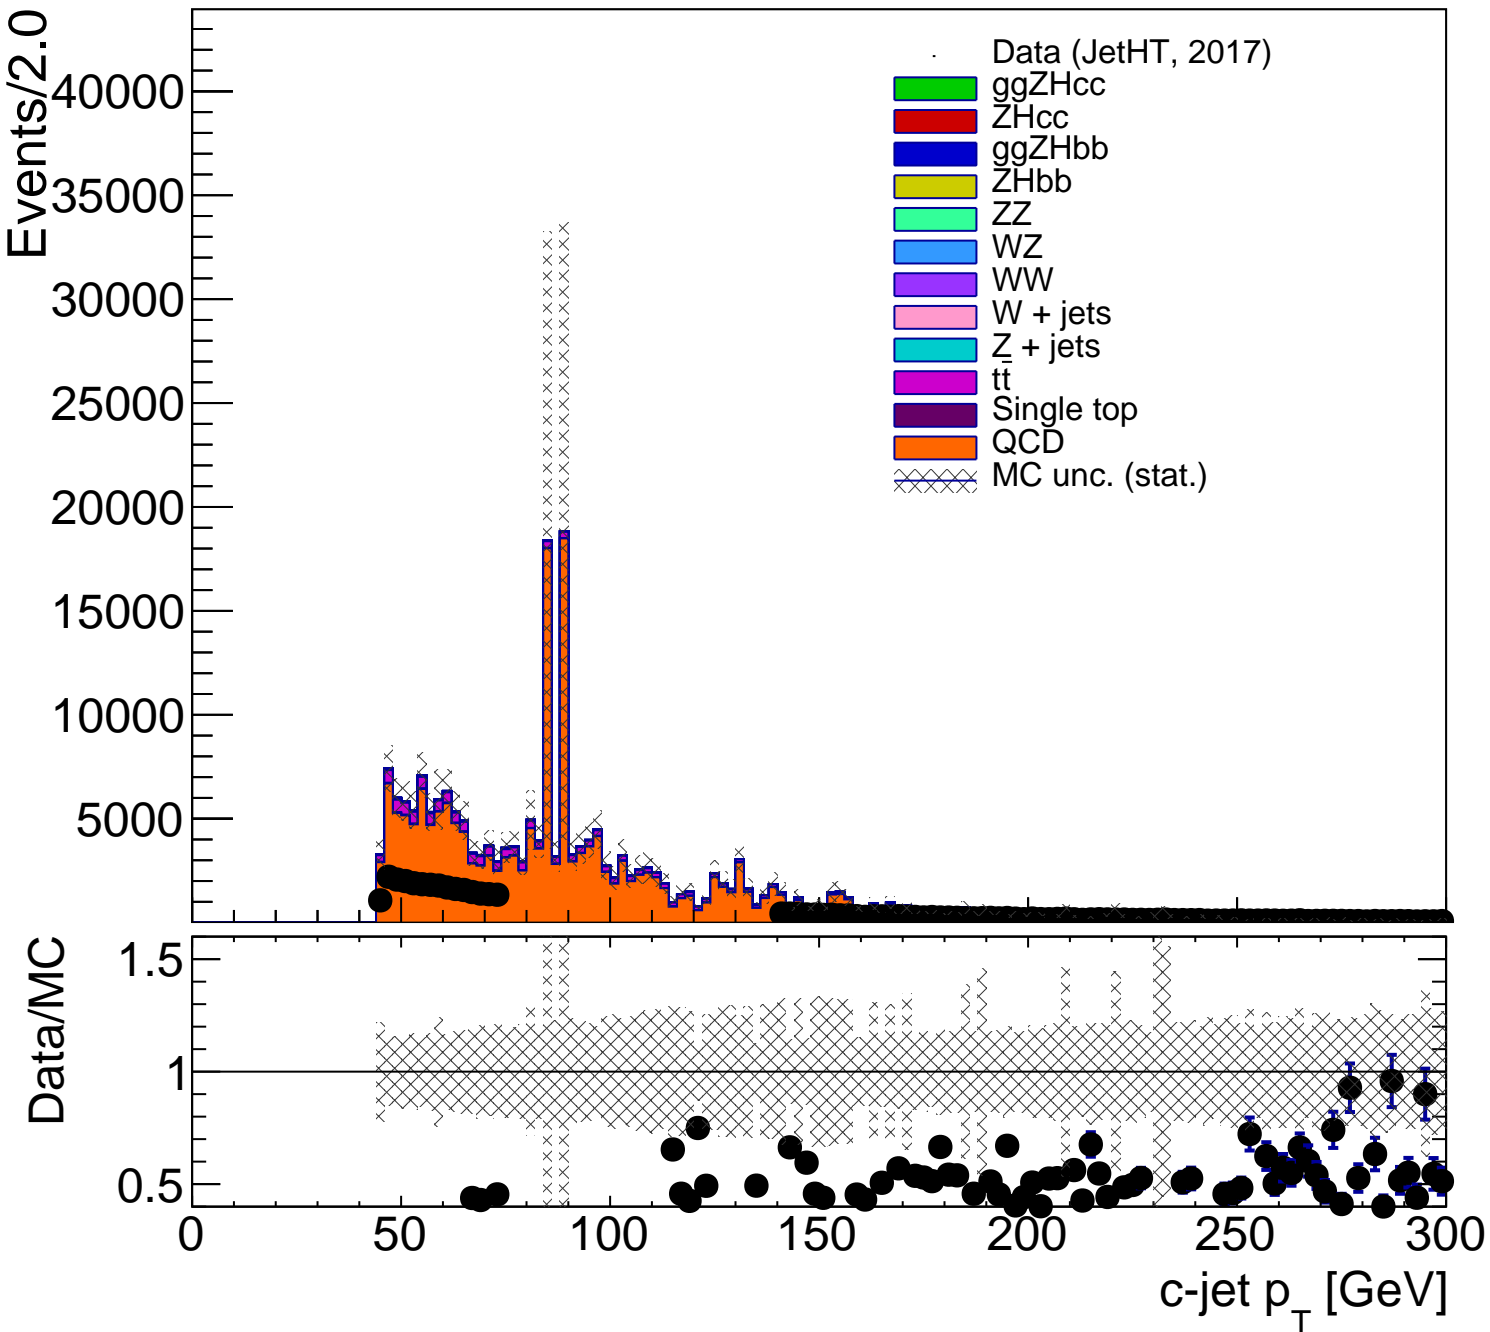 Events/2.0
40000
35000
30000
25000
20000
15000
10000
5000
Data (JetHT, 2017)
ggZHcc
ZHcc
ggZHbb
ZHbb
ZZ
WZ
WW
W + jets
Z + jets
tt̄
Single top
QCD
MC unc. (stat.)
Data/MC
1.5
1
0.5
0 50 100 150 200 250 300
c-jet p_T [GeV]